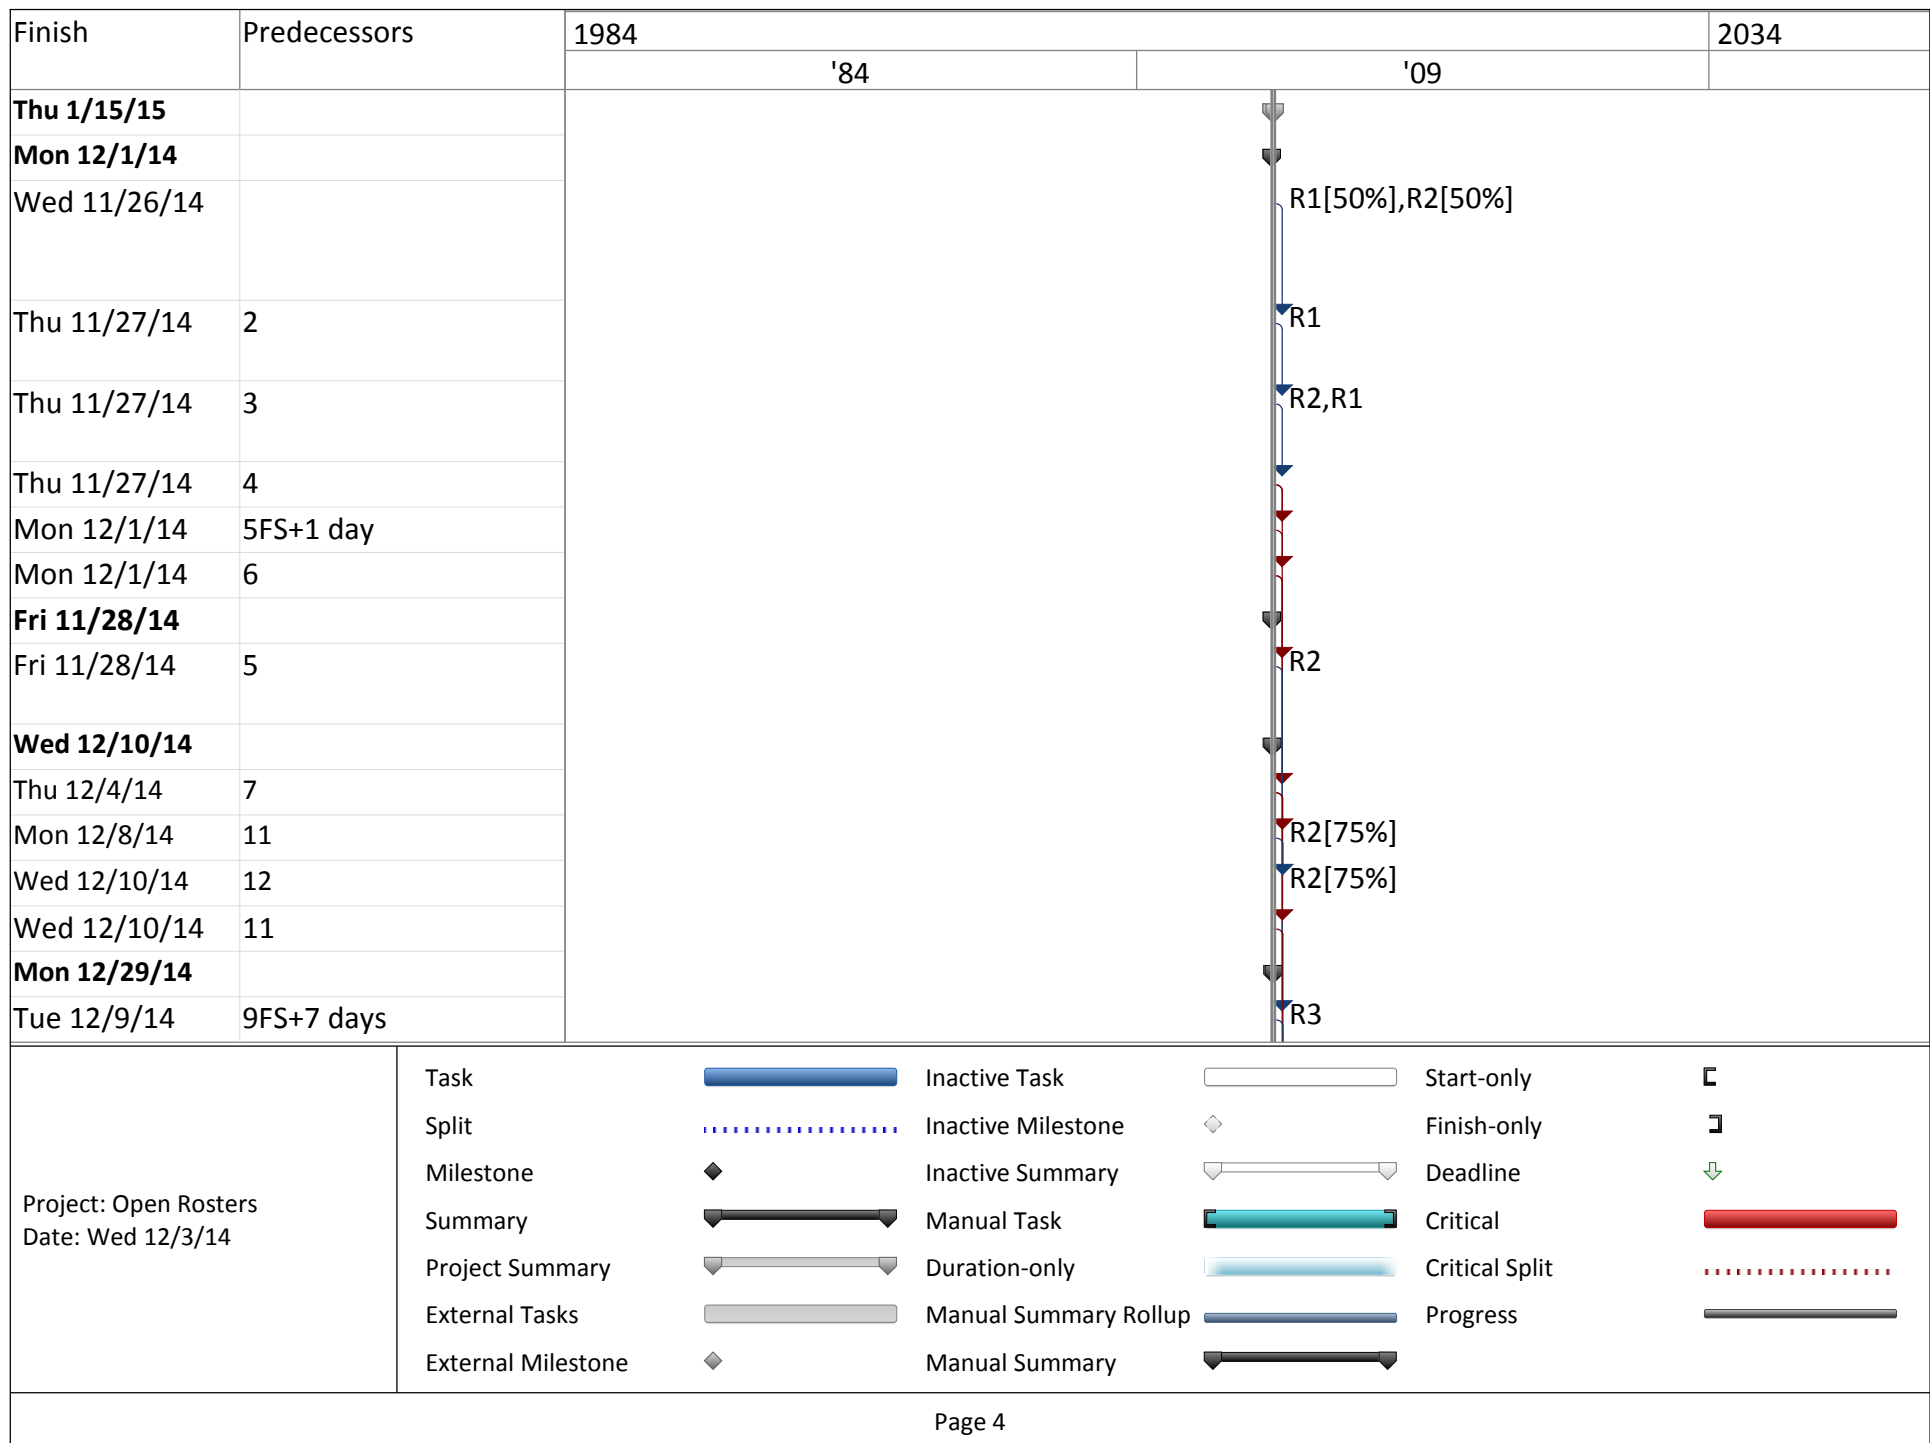 Finish Predecessors 1984 2034
'84 '09
Thu 1/15/15
Mon 12/1/14
Wed 11/26/14 R1[50%],R2[50%]
Thu 11/27/14 2 R1
Thu 11/27/14 3 R2,R1
Thu 11/27/14 4
Mon 12/1/14 5FS+1 day
Mon 12/1/14 6
Fri 11/28/14
Fri 11/28/14 5 R2
Wed 12/10/14
Thu 12/4/14 7
Mon 12/8/14 11 R2[75%]
Wed 12/10/14 12 R2[75%]
Wed 12/10/14 11
Mon 12/29/14
Tue 12/9/14 9FS+7 days R3
Project: Open Rosters
Date: Wed 12/3/14
Task
Split
Milestone
Summary
Project Summary
External Tasks
External Milestone
Inactive Task
Inactive Milestone
Inactive Summary
Manual Task
Duration-only
Manual Summary Rollup
Manual Summary
Start-only
Finish-only
Deadline
Critical
Critical Split
Progress
Page 4